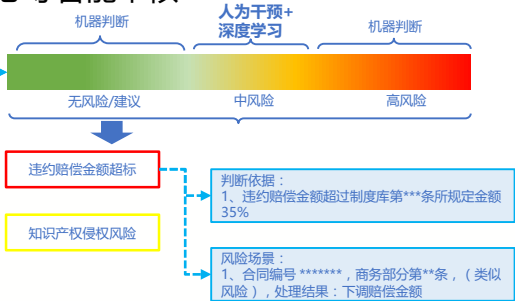 机器判断
人为干预+
深度学习
机器判断
无风险/建议
中风险
高风险
违约赔偿金额超标
判断依据：
1、违约赔偿金额超过制度库第***条所规定金额
35%
知识产权侵权风险
风险场景：
1、合同编号 *******，商务部分第**条，（类似
风险），处理结果：下调赔偿金额